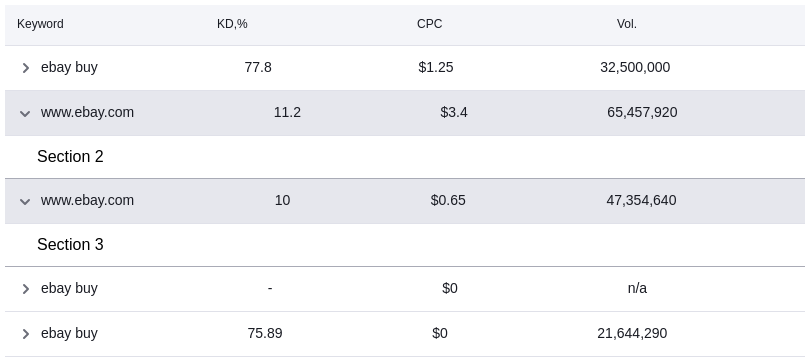 Keyword KD,% CPC Vol.
ebay buy 77.8 $1.25 32,500,000
www.ebay.com 11.2 $3.4 65,457,920
Section 2
www.ebay.com 10 $0.65 47,354,640
Section 3
ebay buy - $0 n/a
ebay buy 75.89 $0 21,644,290